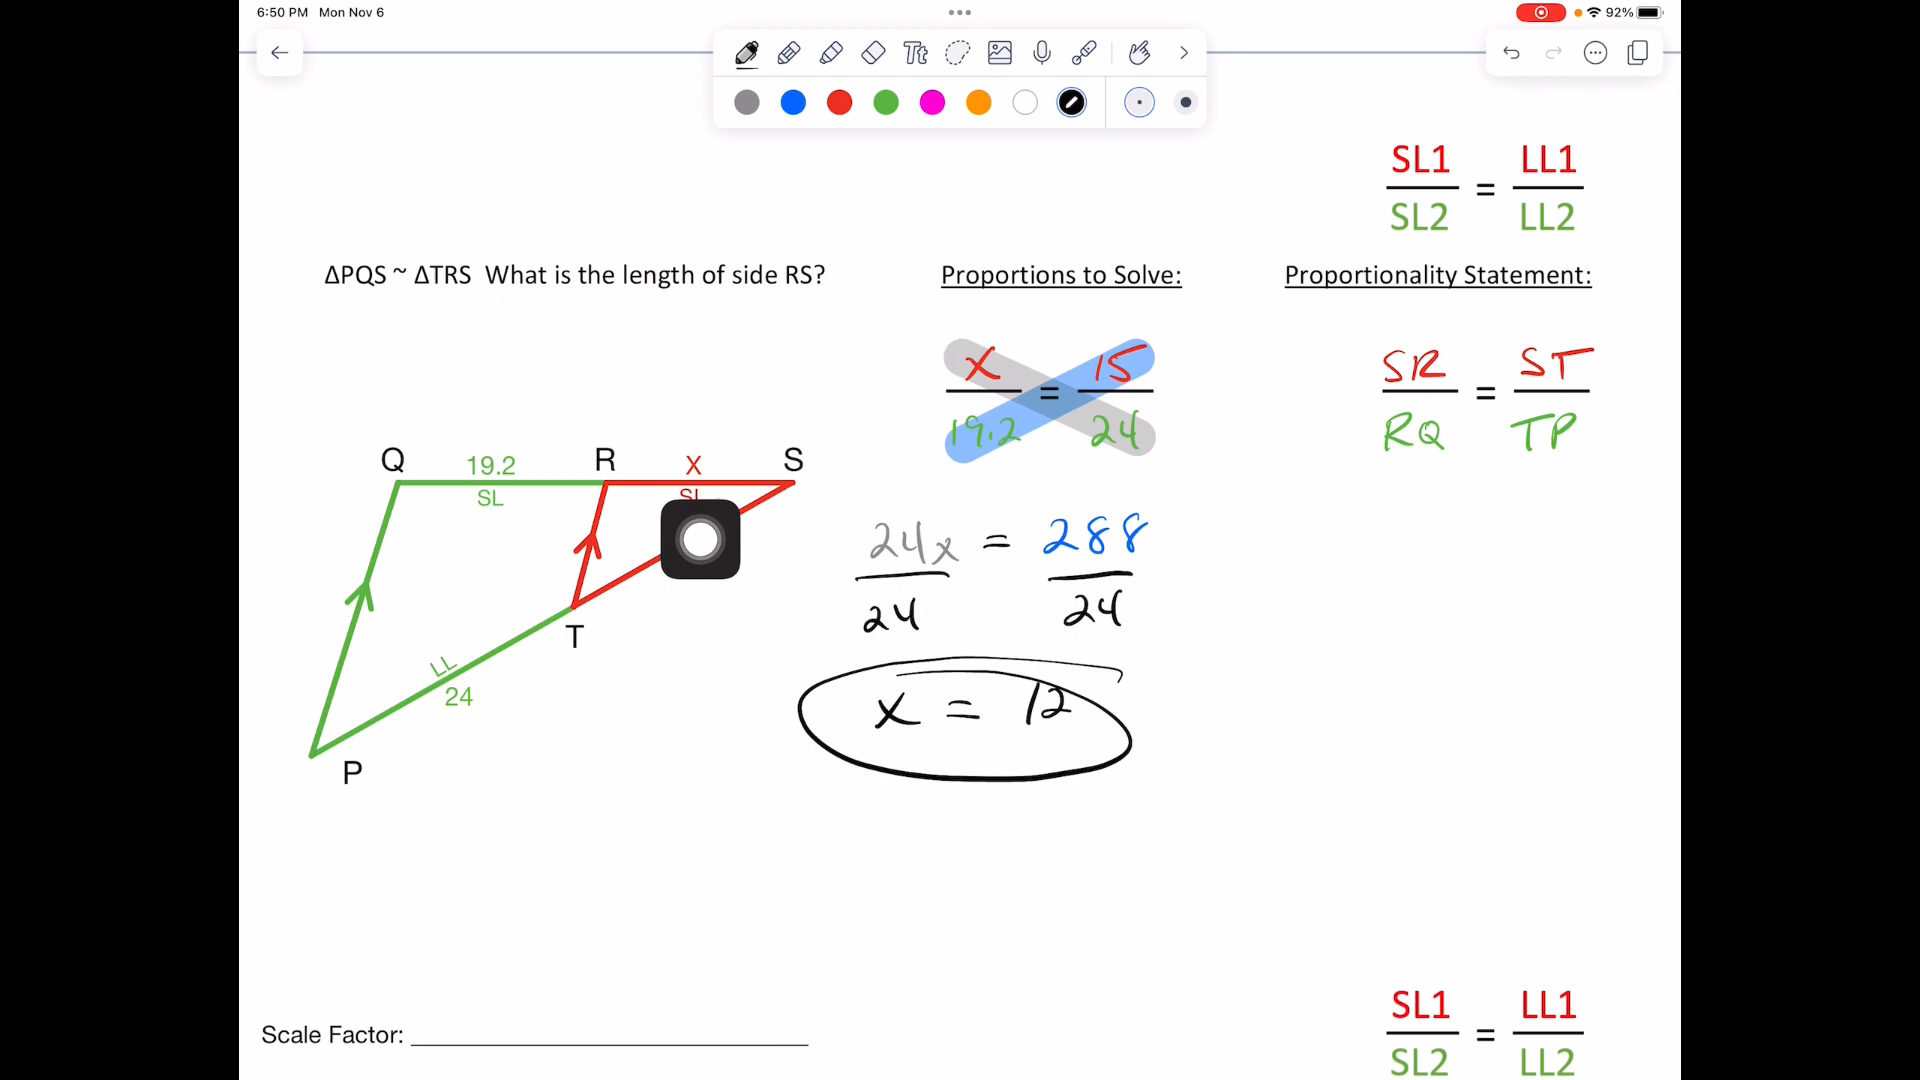 6:50 PM Mon Nov 6
92%
Tt
SL1 = LL1
SL2 LL2
ΔPQS ~ ΔTRS What is the length of side RS?
Proportions to Solve:
Proportionality Statement:
x = 15
19.2 24
SR = ST
RQ TP
Q 19.2 R X S
SL SL
24x = 288
24 24
T
LL
24
x = 12
P
SL1 = LL1
Scale Factor:
SL2 LL2